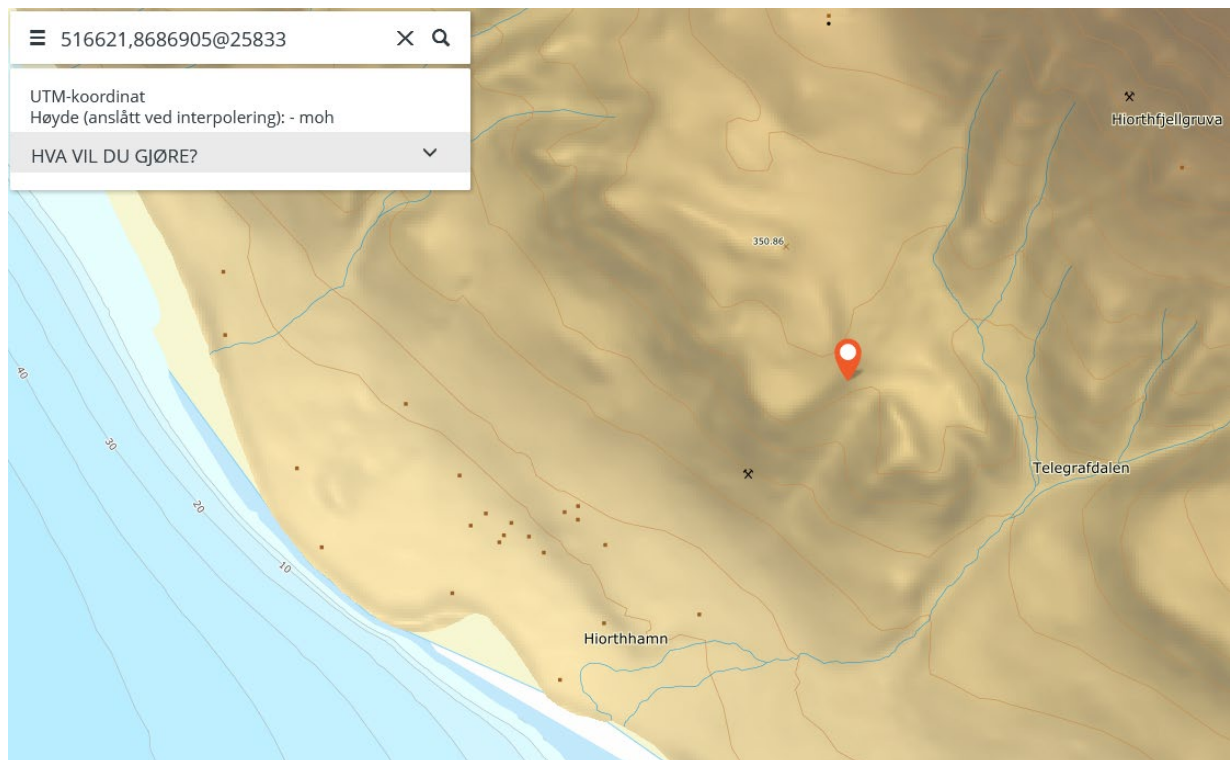 516621,8686905@25833
UTM-koordinat
Høyde (anslått ved interpolering): - moh
HVA VIL DU GJØRE?
Hiorthfjellgruva
350.86
40
30
Telegrafdalen
20
10
Hiorthhamn